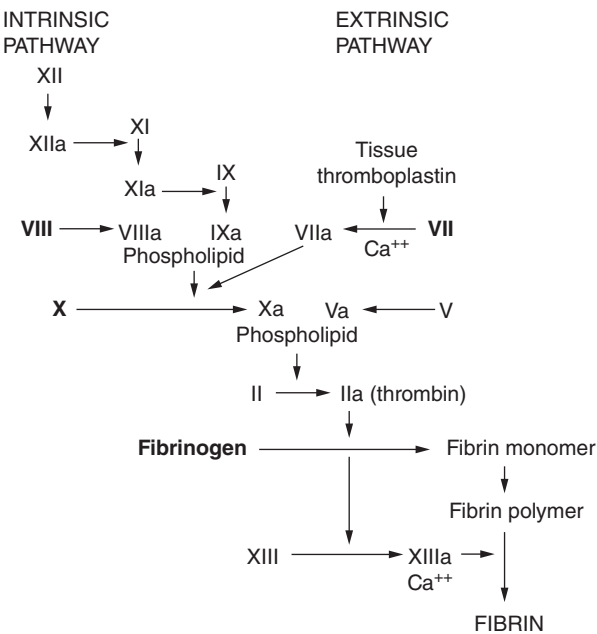 INTRINSIC
PATHWAY
EXTRINSIC
PATHWAY
XII
XIIa
XI
XIa
IX
Tissue
thromboplastin
VIII
VIIIa
IXa
VIIa
VII
Ca++
Phospholipid
X
Xa
Va
V
Phospholipid
II
IIa (thrombin)
Fibrinogen
Fibrin monomer
Fibrin polymer
XIII
XIIIa
Ca++
FIBRIN